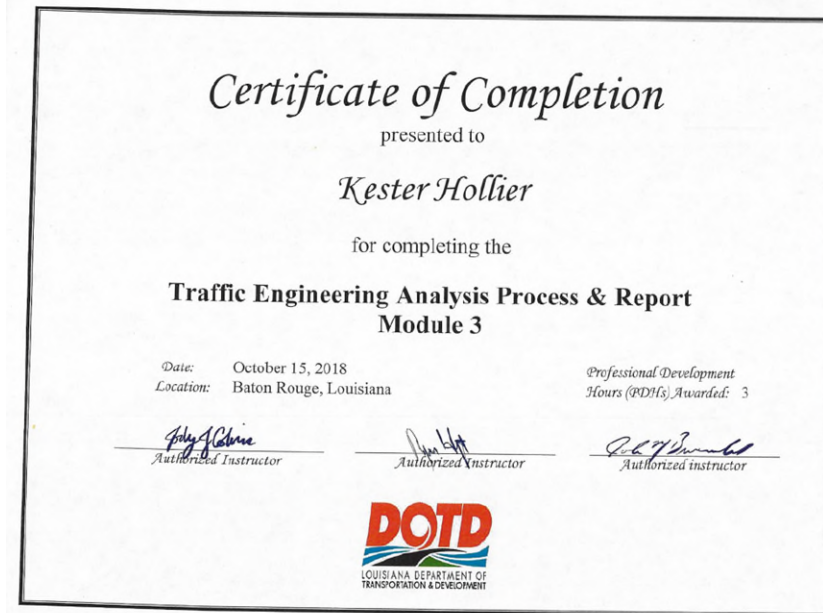 Certificate of Completion
presented to
Kester Hollier
for completing the
Traffic Engineering Analysis Process & Report
Module 3
Date: October 15, 2018
Location: Baton Rouge, Louisiana
Professional Development
Hours (PDHs) Awarded: 3
Authorized Instructor
Authorized Instructor
Authorized instructor
DOTD
LOUISIANA DEPARTMENT OF
TRANSPORTATION & DEVELOPMENT